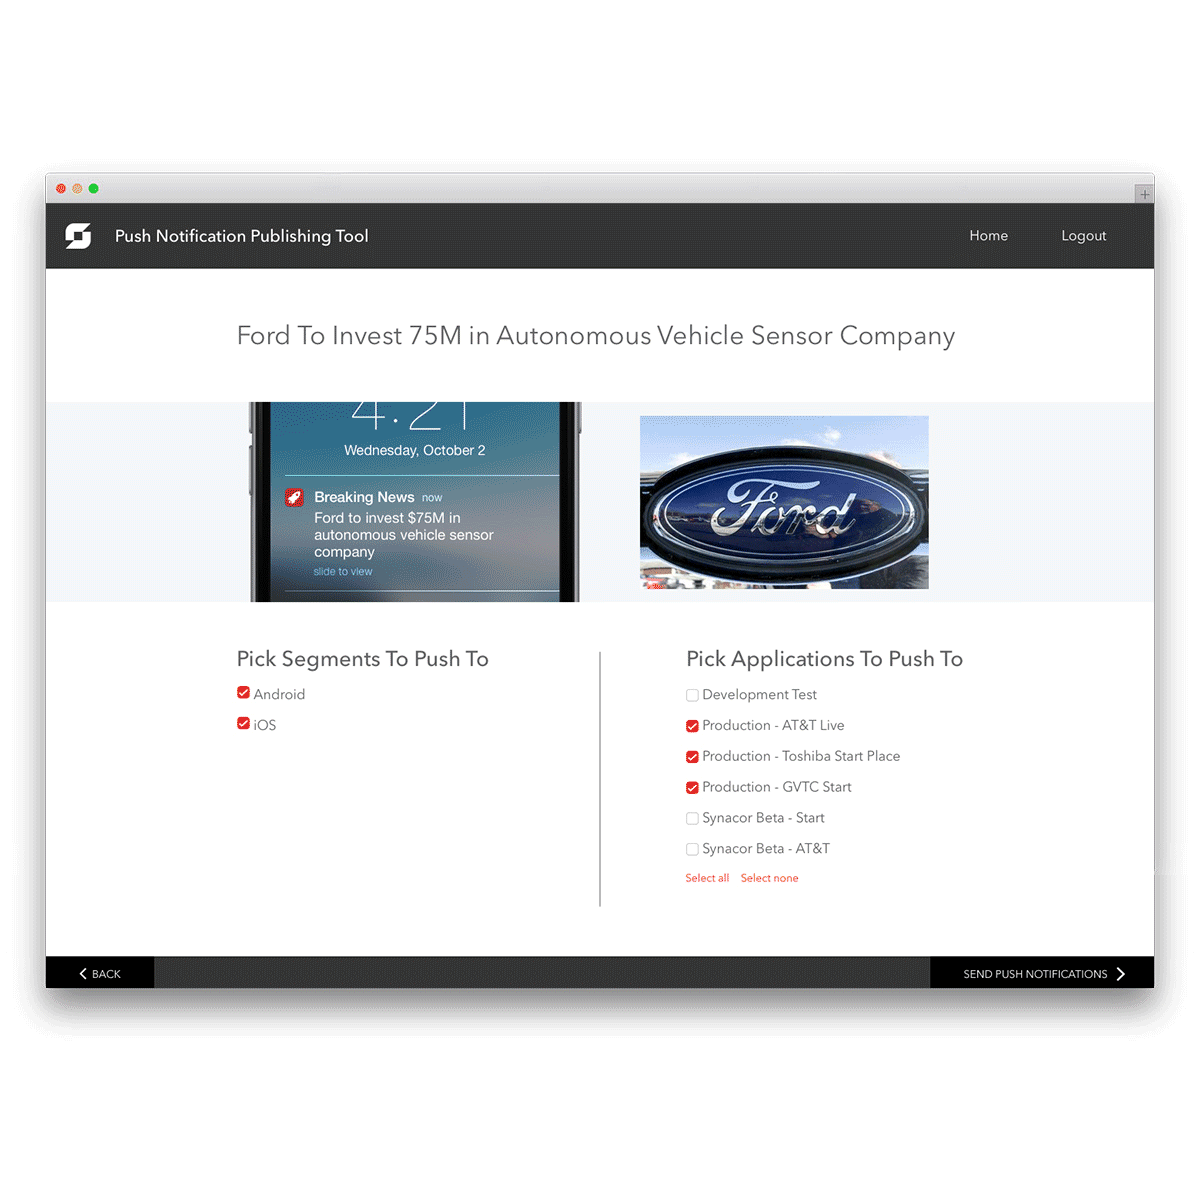 Push Notification Publishing Tool
Home
Logout
Ford To Invest 75M in Autonomous Vehicle Sensor Company
4:21
Wednesday, October 2
Breaking News now
Ford to invest $75M in
autonomous vehicle sensor
company
slide to view
Ford
Pick Segments To Push To
Android
iOS
Pick Applications To Push To
Development Test
Production - AT&T Live
Production - Toshiba Start Place
Production - GVTC Start
Synacor Beta - Start
Synacor Beta - AT&T
Select all Select none
BACK
SEND PUSH NOTIFICATIONS